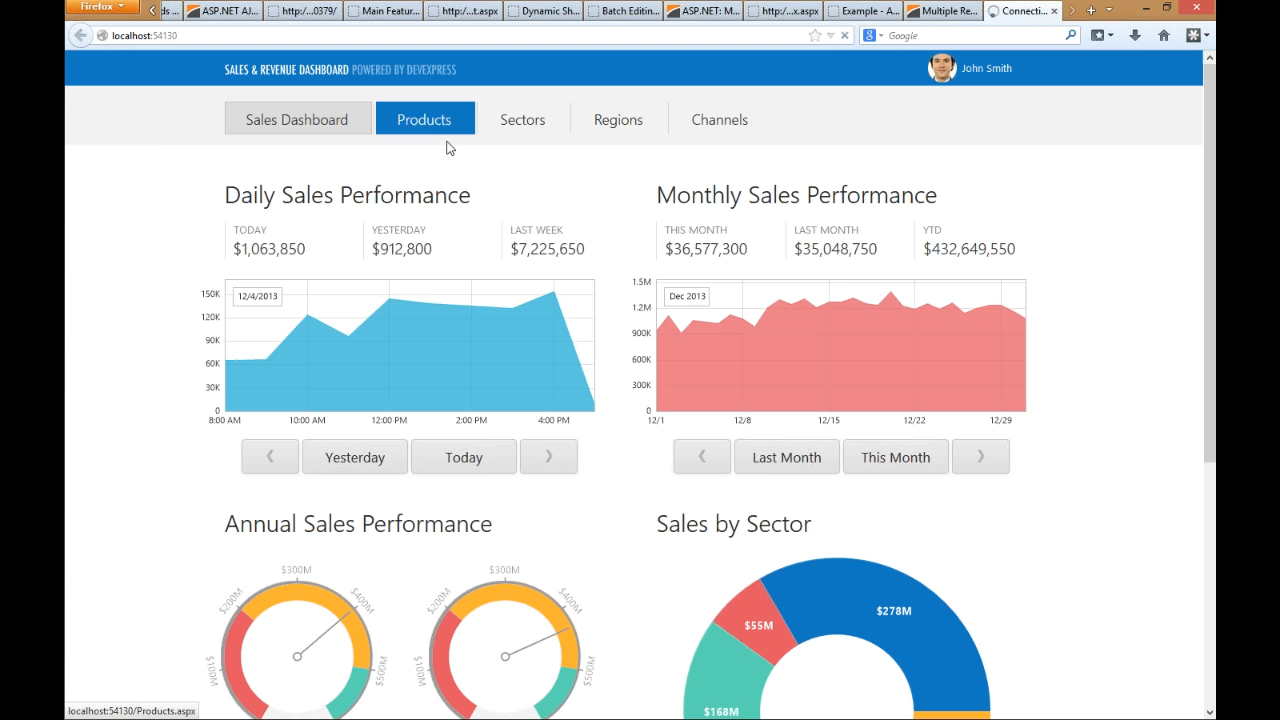 Firefox
ds ...
ASP.NET AJ...
http:/...0379/
Main Featur...
http:/...t.aspx
Dynamic Sh...
Batch Editin...
ASP.NET: M...
http:/...x.aspx
Example - A...
Multiple Re...
Connecti...
localhost:54130
Google
SALES & REVENUE DASHBOARD POWERED BY DEVEXPRESS
John Smith
Sales Dashboard
Products
Sectors
Regions
Channels
Daily Sales Performance
TODAY YESTERDAY LAST WEEK
$1,063,850 $912,800 $7,225,650
12/4/2013
150K
120K
90K
60K
30K
0
8:00 AM 10:00 AM 12:00 PM 2:00 PM 4:00 PM
Yesterday
Today
Monthly Sales Performance
THIS MONTH LAST MONTH YTD
$36,577,300 $35,048,750 $432,649,550
Dec 2013
1.5M
1.2M
900K
600K
300K
0
12/1 12/8 12/15 12/22 12/29
Last Month
This Month
Annual Sales Performance
$100M $200M $300M $400M $500M
$100M $200M $300M $400M $500M
Sales by Sector
$278M
$55M
$168M
localhost:54130/Products.aspx